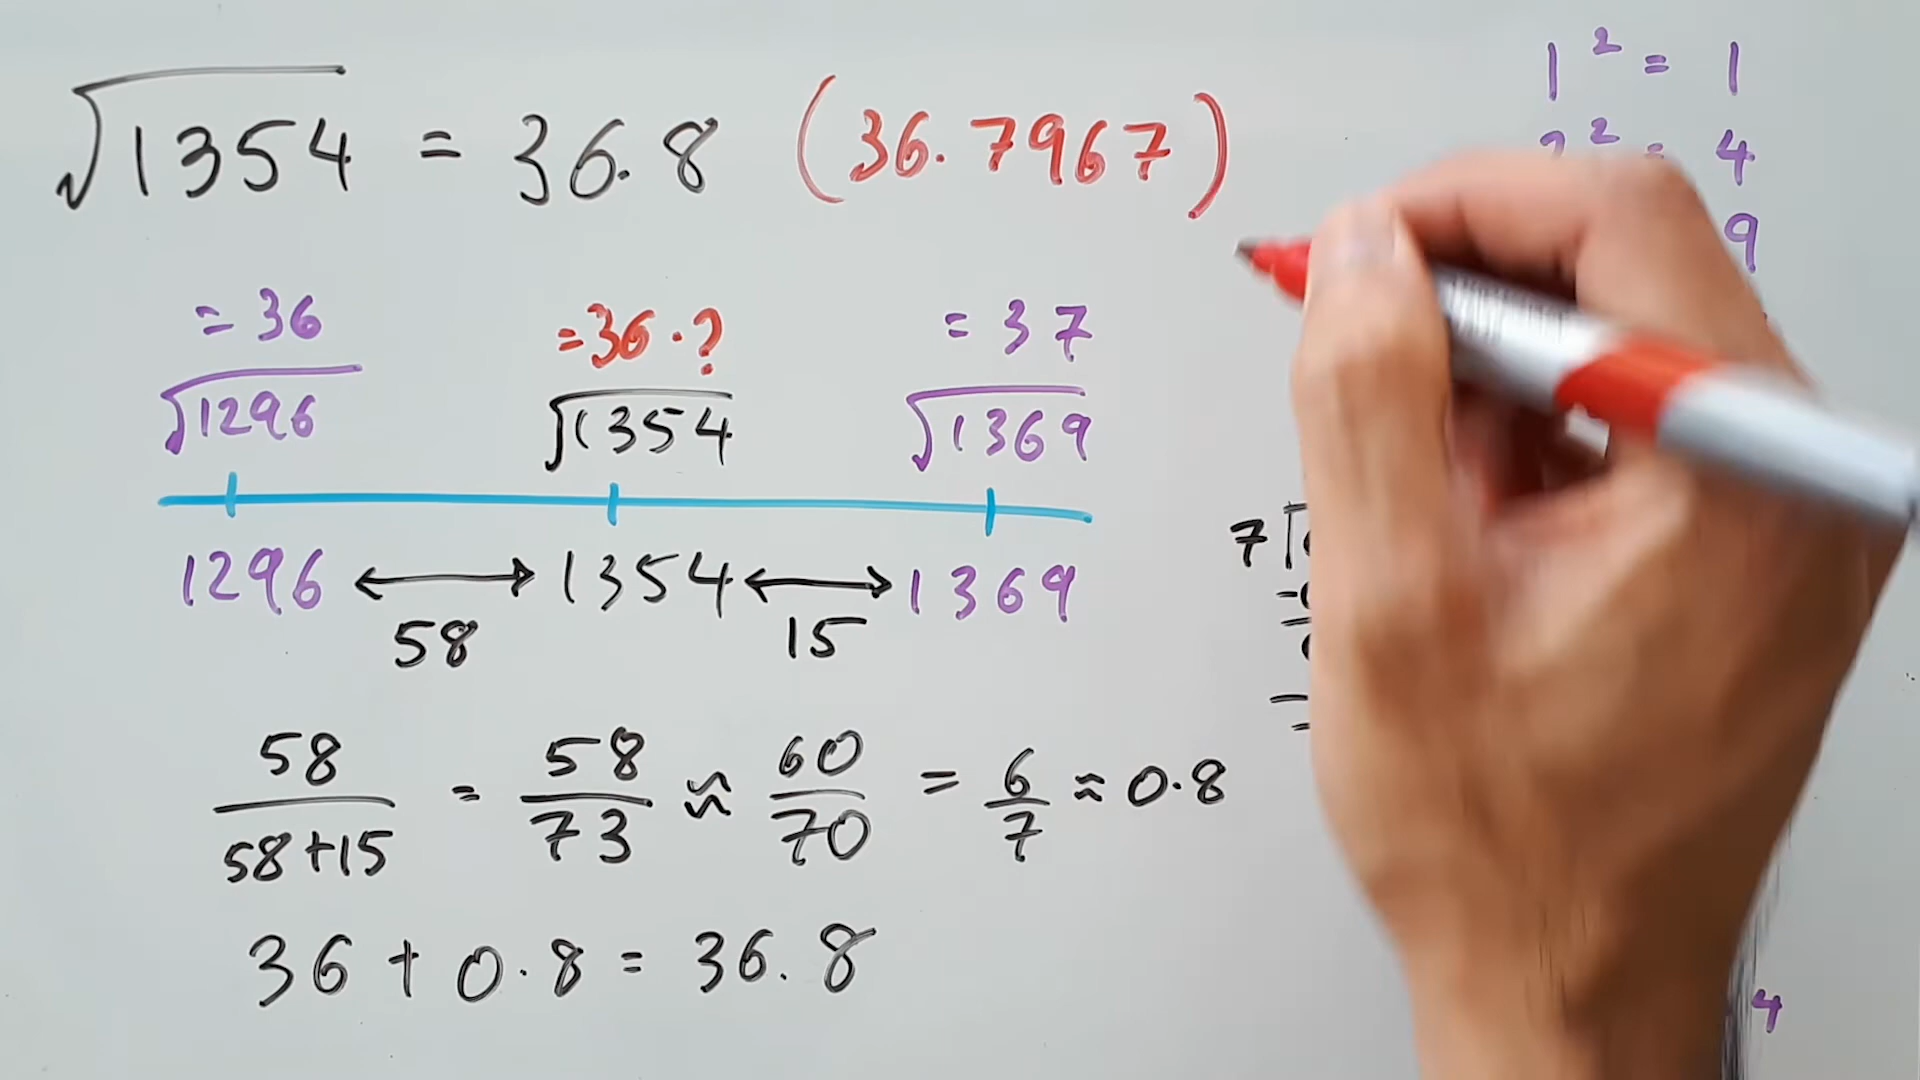 √1354 = 36.8 (36.7967)
= 36 = 36.? = 37
√1296 √1354 √1369
1296 ↔ 1354 ↔ 1369
58 15
58/(58+15) = 58/73 ≈ 60/70 = 6/7 ≈ 0.8
36 + 0.8 = 36.8
1² = 1
² = 4
9
7
4